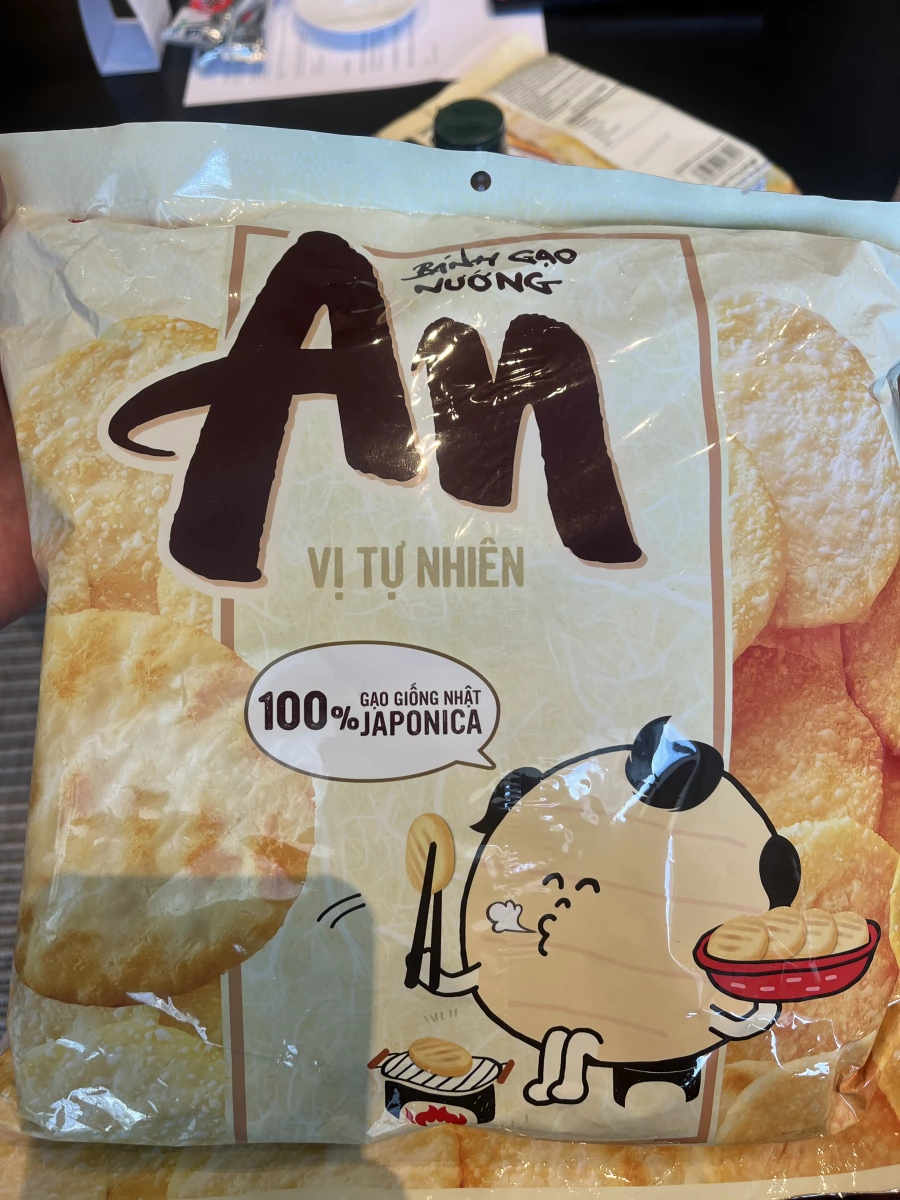 BÁNH GẠO
NƯỚNG
An
VỊ TỰ NHIÊN
100% GẠO GIỐNG NHẬT
JAPONICA